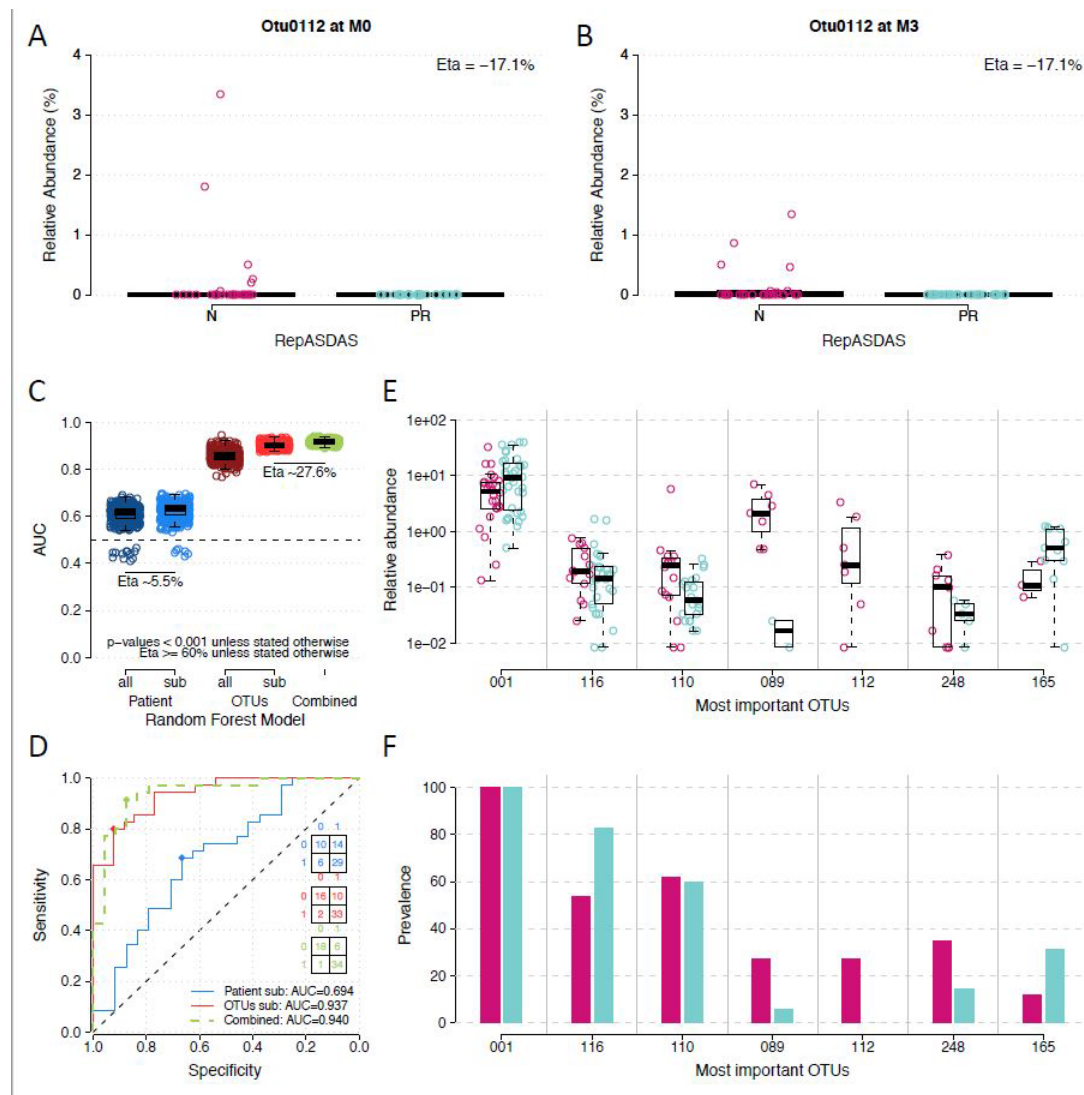 A
Otu0112 at M0
Eta = −17.1%
Relative Abundance (%)
4
3
2
1
0
N
PR
RepASDAS
B
Otu0112 at M3
Eta = −17.1%
Relative Abundance (%)
4
3
2
1
0
N
PR
RepASDAS
C
AUC
1.0
0.8
0.6
0.4
0.2
0.0
Eta ~27.6%
Eta ~5.5%
p-values < 0.001 unless stated otherwise
Eta >= 60% unless stated otherwise
all sub all sub
Patient OTUs Combined
Random Forest Model
E
Relative abundance
1e+02
1e+01
1e+00
1e−01
1e−02
001 116 110 089 112 248 165
Most important OTUs
D
Sensitivity
1.0
0.8
0.6
0.4
0.2
0.0
0 1
0 10 14
1 6 29
0 1
0 16 10
1 2 33
0 1
0 18 6
1 1 34
Patient sub: AUC=0.694
OTUs sub: AUC=0.937
Combined: AUC=0.940
1.0 0.8 0.6 0.4 0.2 0.0
Specificity
F
Prevalence
100
80
60
40
20
0
001 116 110 089 112 248 165
Most important OTUs